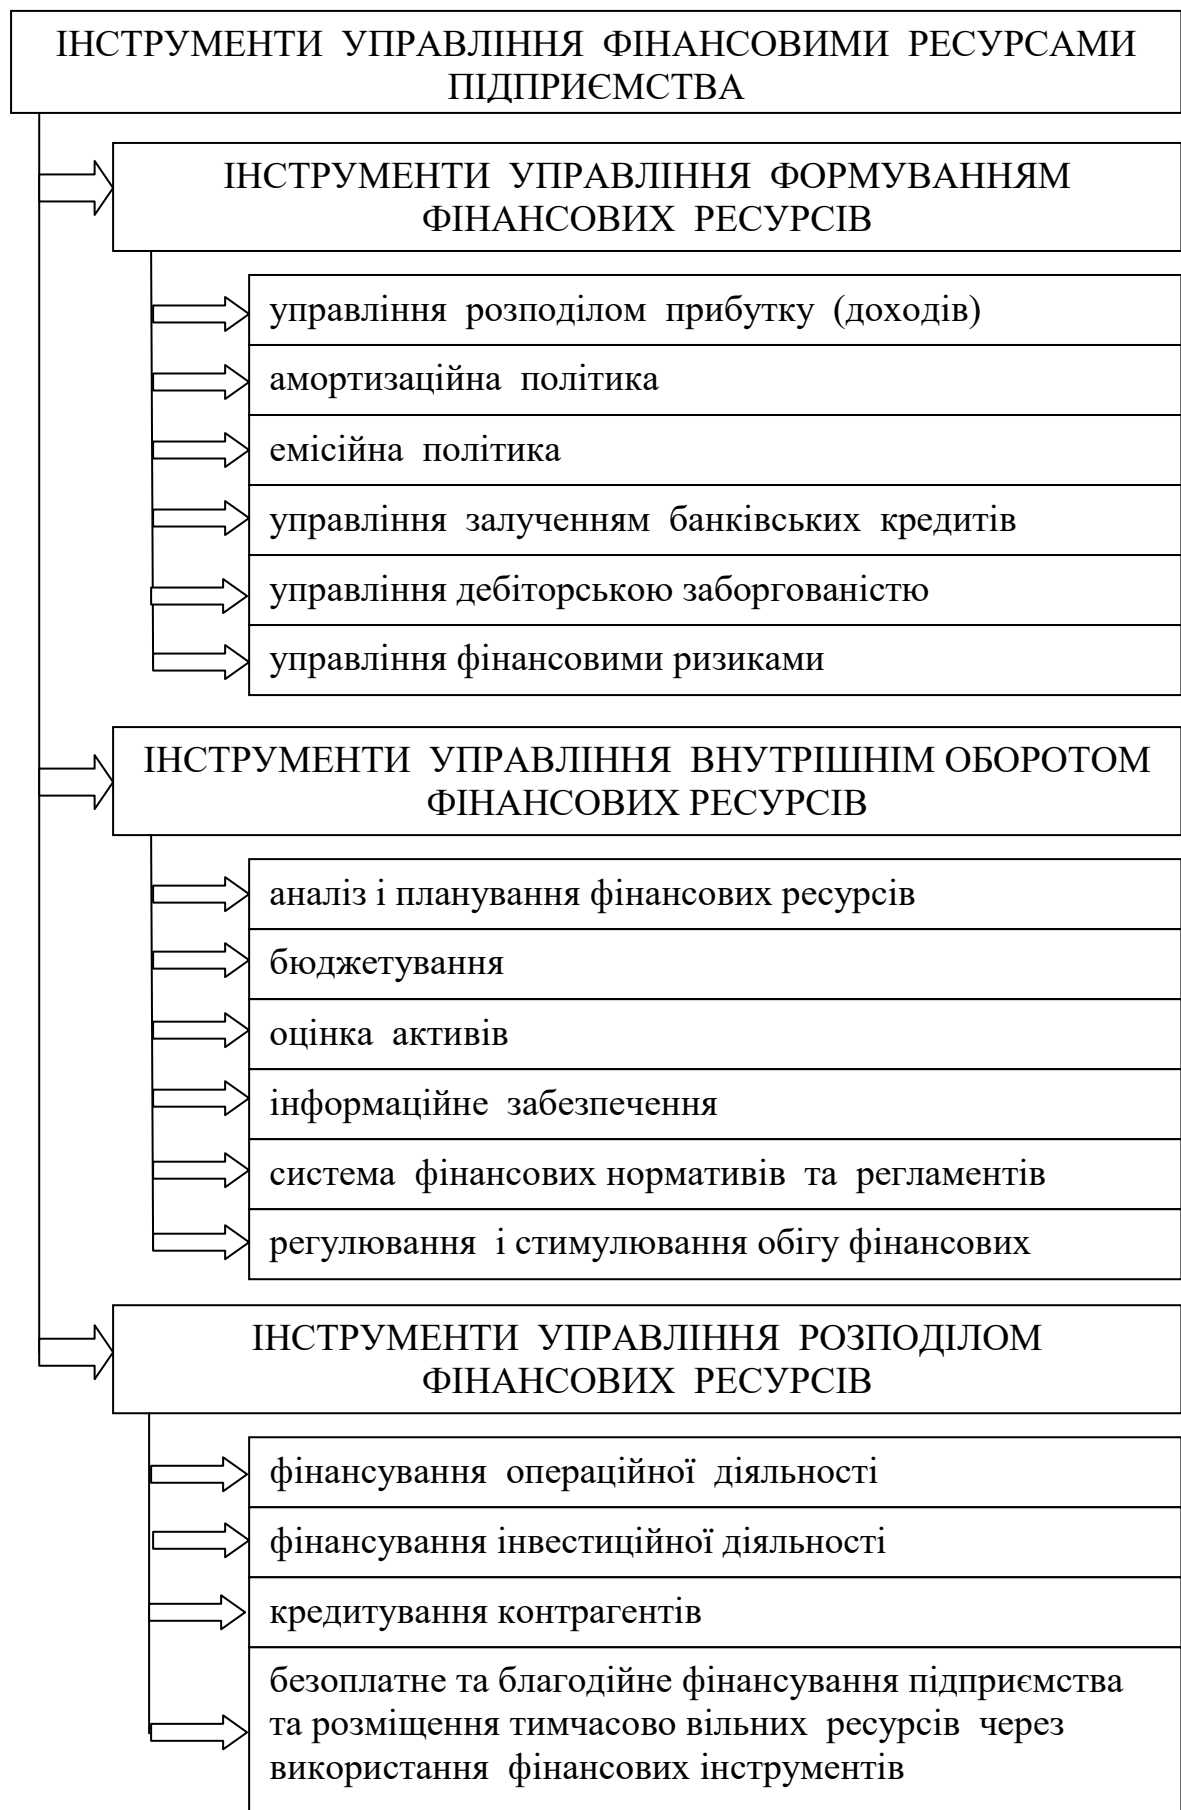 ІНСТРУМЕНТИ УПРАВЛІННЯ ФІНАНСОВИМИ РЕСУРСАМИ
ПІДПРИЄМСТВА
ІНСТРУМЕНТИ УПРАВЛІННЯ ФОРМУВАННЯМ
ФІНАНСОВИХ РЕСУРСІВ
управління розподілом прибутку (доходів)
амортизаційна політика
емісійна політика
управління залученням банківських кредитів
управління дебіторською заборгованістю
управління фінансовими ризиками
ІНСТРУМЕНТИ УПРАВЛІННЯ ВНУТРІШНІМ ОБОРОТОМ
ФІНАНСОВИХ РЕСУРСІВ
аналіз і планування фінансових ресурсів
бюджетування
оцінка активів
інформаційне забезпечення
система фінансових нормативів та регламентів
регулювання і стимулювання обігу фінансових
ІНСТРУМЕНТИ УПРАВЛІННЯ РОЗПОДІЛОМ
ФІНАНСОВИХ РЕСУРСІВ
фінансування операційної діяльності
фінансування інвестиційної діяльності
кредитування контрагентів
безоплатне та благодійне фінансування підприємства
та розміщення тимчасово вільних ресурсів через
використання фінансових інструментів